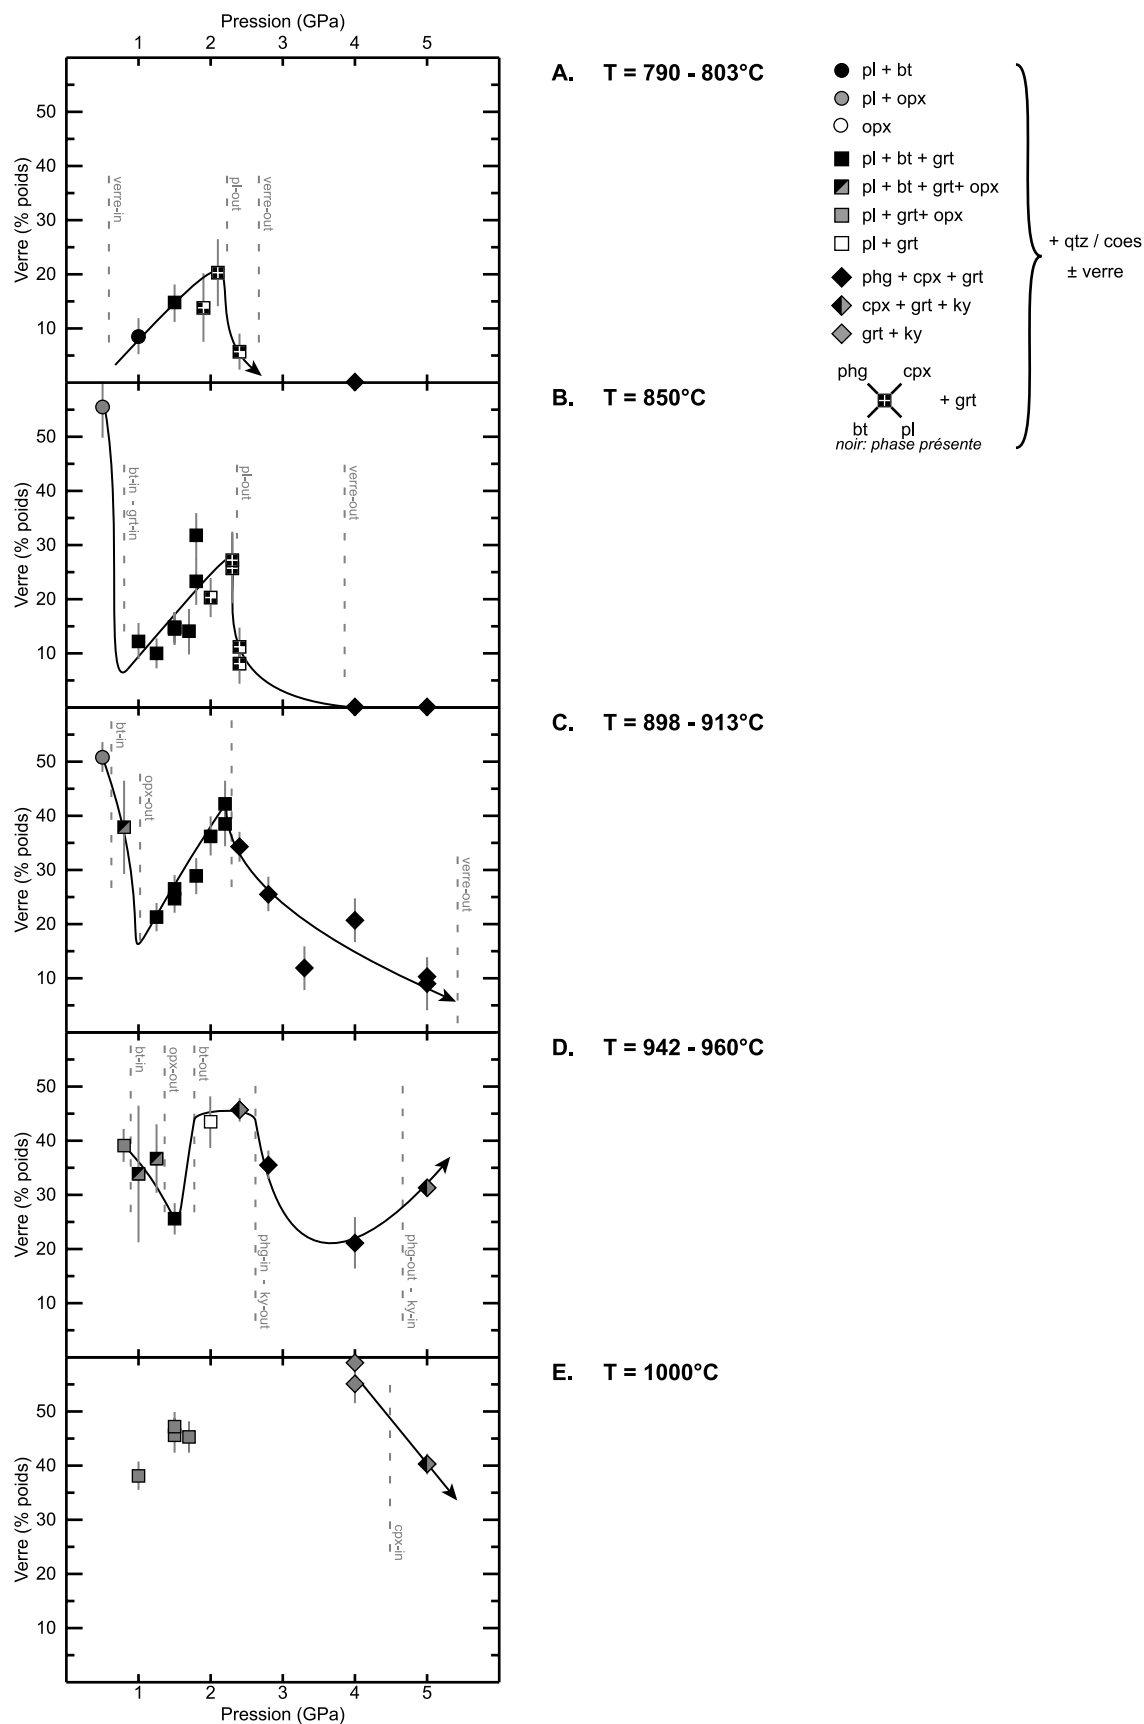 Pression (GPa)
1 2 3 4 5
A. T = 790 - 803°C
Verre (% poids)
50
40
30
20
10
verre-in
pl-out
verre-out
pl + bt
pl + opx
opx
pl + bt + grt
pl + bt + grt+ opx
pl + grt+ opx
pl + grt
phg + cpx + grt
cpx + grt + ky
grt + ky
phg cpx
+ grt
bt pl
noir: phase présente
+ qtz / coes
± verre
B. T = 850°C
Verre (% poids)
50
40
30
20
10
bt-in - grt-in
pl-out
verre-out
C. T = 898 - 913°C
Verre (% poids)
50
40
30
20
10
bt-in
opx-out
verre-out
D. T = 942 - 960°C
Verre (% poids)
50
40
30
20
10
bt-in
opx-out
bt-out
phg-in - ky-out
phg-out - ky-in
E. T = 1000°C
Verre (% poids)
50
40
30
20
10
cpx-in
1 2 3 4 5
Pression (GPa)